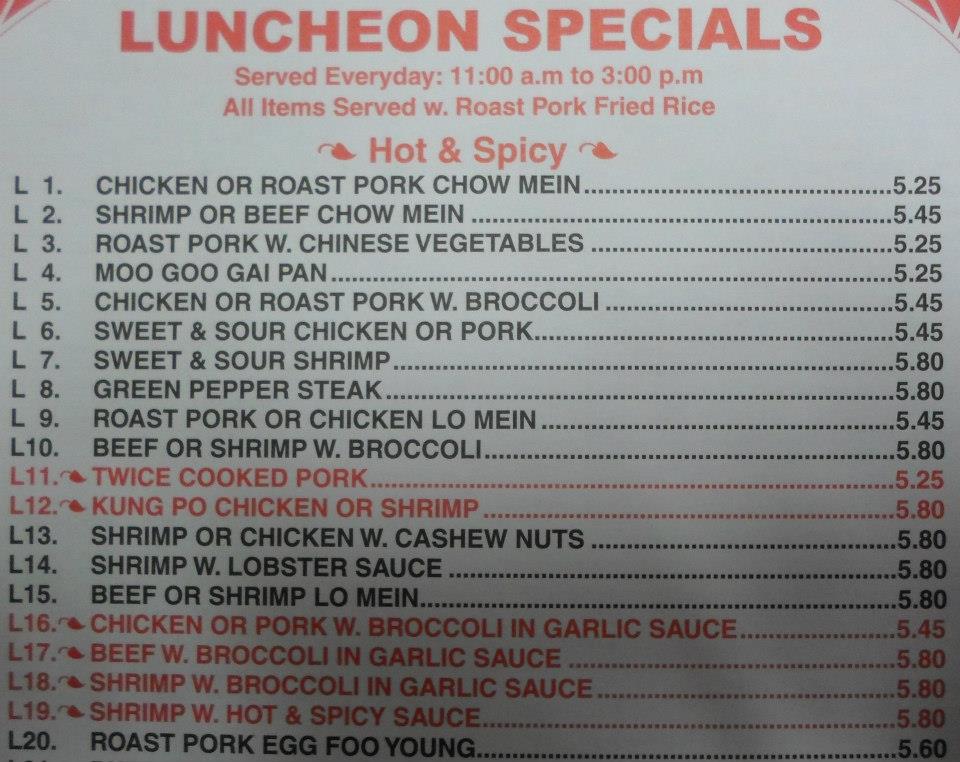 LUNCHEON SPECIALS
Served Everyday: 11:00 a.m to 3:00 p.m
All Items Served w. Roast Pork Fried Rice
Hot & Spicy
L 1. CHICKEN OR ROAST PORK CHOW MEIN 5.25
L 2. SHRIMP OR BEEF CHOW MEIN 5.45
L 3. ROAST PORK W. CHINESE VEGETABLES 5.25
L 4. MOO GOO GAI PAN 5.25
L 5. CHICKEN OR ROAST PORK W. BROCCOLI 5.45
L 6. SWEET & SOUR CHICKEN OR PORK 5.45
L 7. SWEET & SOUR SHRIMP 5.80
L 8. GREEN PEPPER STEAK 5.80
L 9. ROAST PORK OR CHICKEN LO MEIN 5.45
L10. BEEF OR SHRIMP W. BROCCOLI 5.80
L11. TWICE COOKED PORK 5.25
L12. KUNG PO CHICKEN OR SHRIMP 5.80
L13. SHRIMP OR CHICKEN W. CASHEW NUTS 5.80
L14. SHRIMP W. LOBSTER SAUCE 5.80
L15. BEEF OR SHRIMP LO MEIN 5.80
L16. CHICKEN OR PORK W. BROCCOLI IN GARLIC SAUCE 5.45
L17. BEEF W. BROCCOLI IN GARLIC SAUCE 5.80
L18. SHRIMP W. BROCCOLI IN GARLIC SAUCE 5.80
L19. SHRIMP W. HOT & SPICY SAUCE 5.80
L20. ROAST PORK EGG FOO YOUNG 5.60